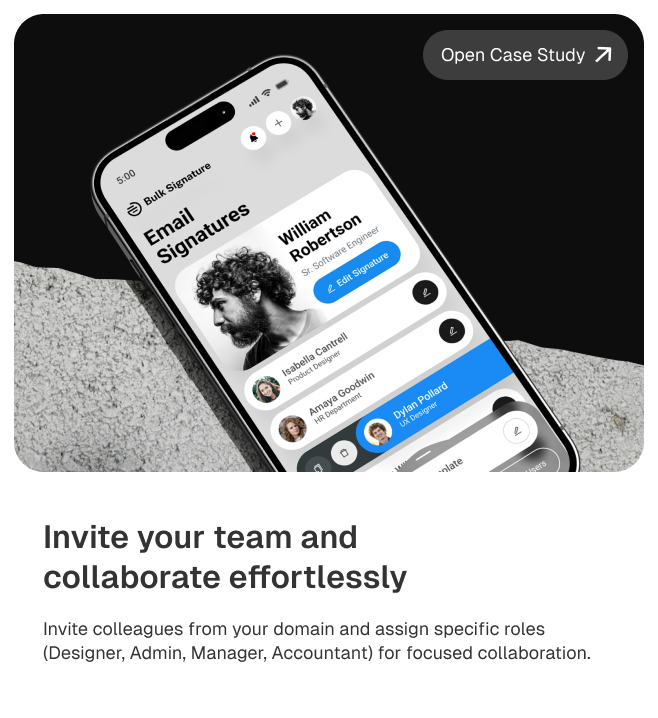 Open Case Study
5:00
Bulk Signature
Email
Signatures
William
Robertson
Sr. Software Engineer
Edit Signature
Isabella Cantrell
Product Designer
Amaya Goodwin
HR Department
Dylan Pollard
UX Designer
Users
Invite your team and
collaborate effortlessly
Invite colleagues from your domain and assign specific roles
(Designer, Admin, Manager, Accountant) for focused collaboration.